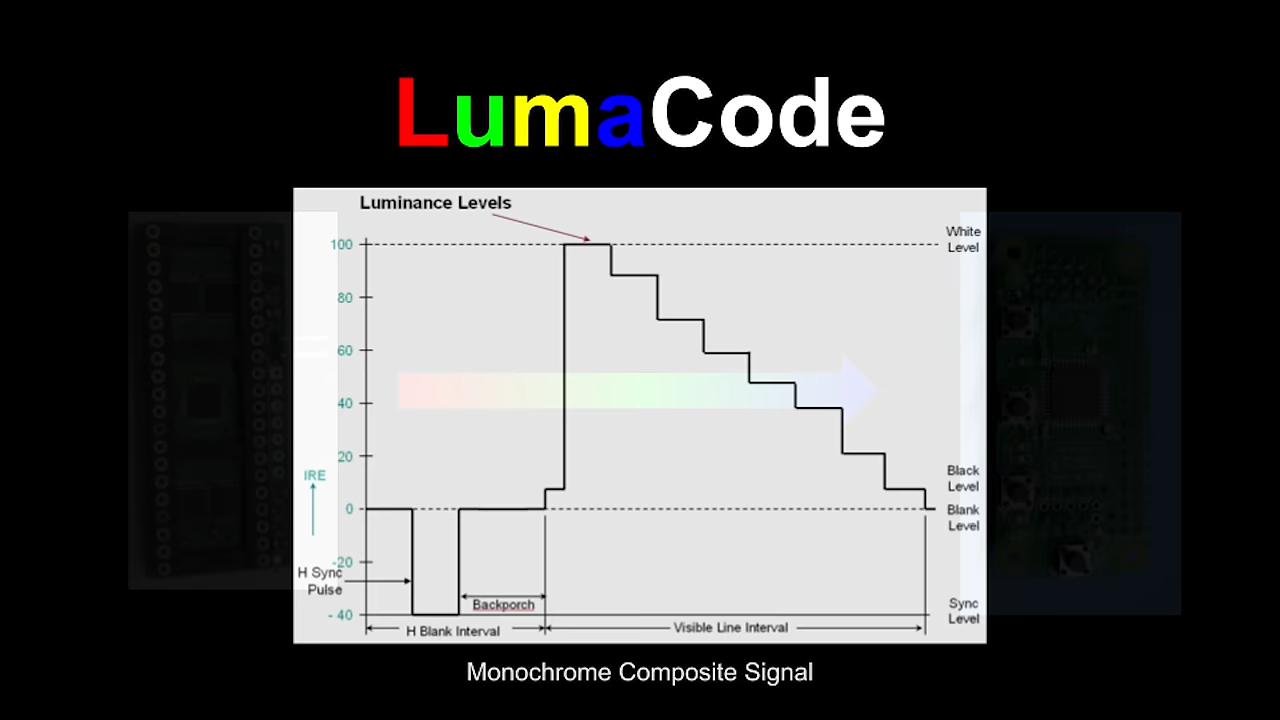 LumaCode
Luminance Levels
White
Level
100
80
60
40
20
0
-20
- 40
IRE
Black
Level
Blank
Level
H Sync
Pulse
Backporch
Sync
Level
H Blank Interval
Visible Line Interval
Monochrome Composite Signal